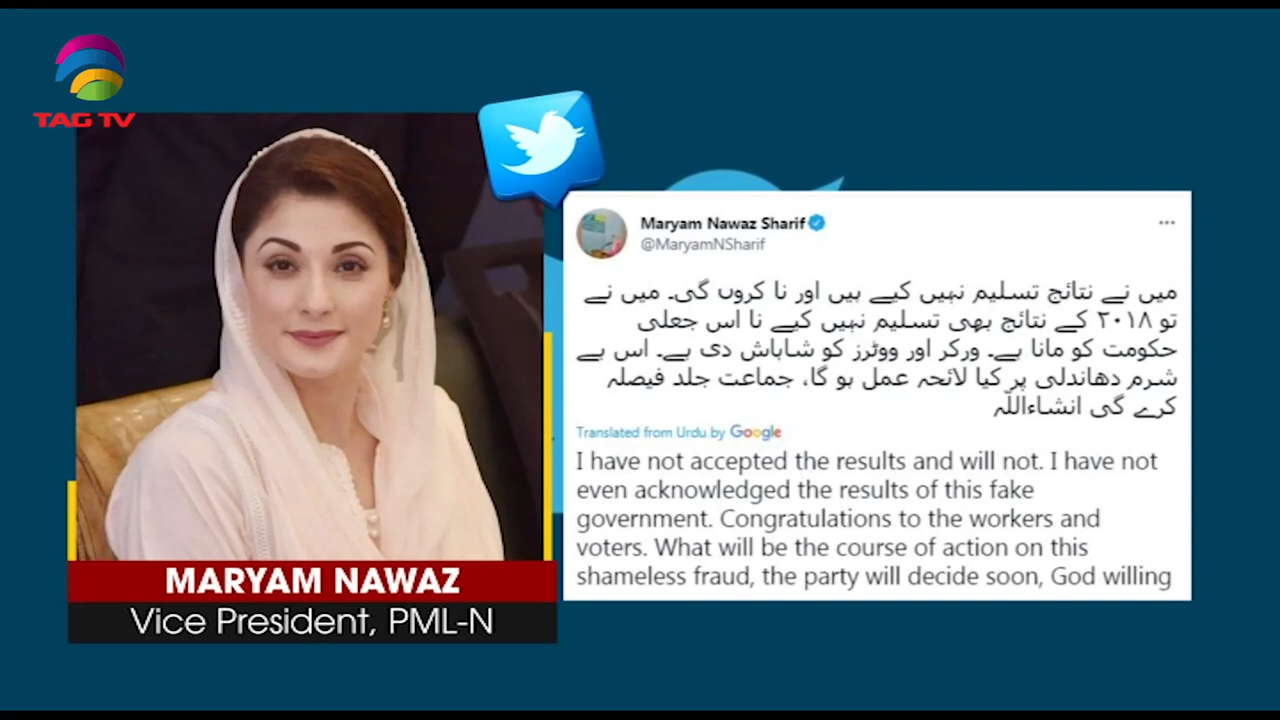 TAG TV
Maryam Nawaz Sharif
@MaryamNSharif
میں نے نتائج تسلیم نہیں کیے ہیں اور نا کروں گی۔ میں نے
تو ۲۰۱۸ کے نتائج بھی تسلیم نہیں کیے نا اس جعلی
حکومت کو مانا ہے۔ ورکر اور ووٹرز کو شاباش دی ہے۔ اس بے
شرم دھاندلی پر کیا لائحہ عمل ہو گا، جماعت جلد فیصلہ
کرے گی انشاءاللّہ
Translated from Urdu by Google
I have not accepted the results and will not. I have not
even acknowledged the results of this fake
government. Congratulations to the workers and
voters. What will be the course of action on this
shameless fraud, the party will decide soon, God willing
MARYAM NAWAZ
Vice President, PML-N